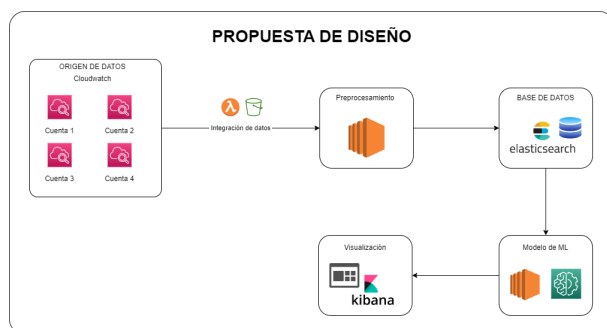 PROPUESTA DE DISEÑO
ORIGEN DE DATOS
Cloudwatch
Cuenta 1
Cuenta 2
Cuenta 3
Cuenta 4
Integración de datos
Preprocesamiento
BASE DE DATOS
elasticsearch
Modelo de ML
Visualización
kibana